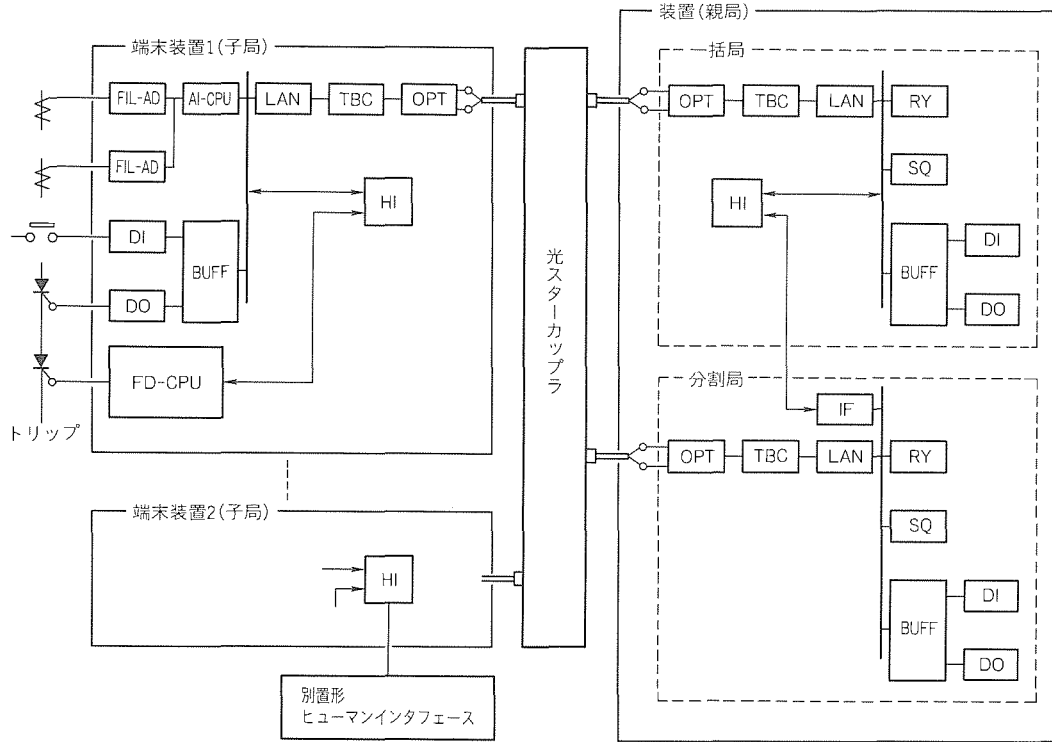 端末装置1(子局)
FIL-AD
AI-CPU
LAN
TBC
OPT
FIL-AD
HI
DI
BUFF
DO
FD-CPU
トリップ
端末装置2(子局)
HI
別置形
ヒューマンインタフェース
光スターカップラ
装置(親局)
一括局
OPT
TBC
LAN
RY
SQ
HI
BUFF
DI
DO
分割局
IF
OPT
TBC
LAN
RY
SQ
BUFF
DI
DO